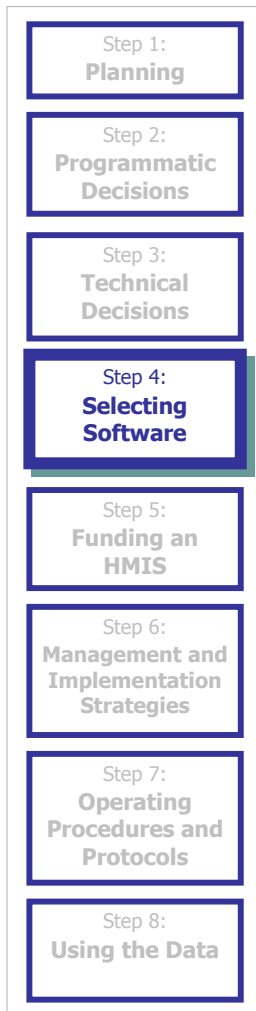 Step 1:
Planning
Step 2:
Programmatic
Decisions
Step 3:
Technical
Decisions
Step 4:
Selecting
Software
Step 5:
Funding an
HMIS
Step 6:
Management and
Implementation
Strategies
Step 7:
Operating
Procedures and
Protocols
Step 8:
Using the Data